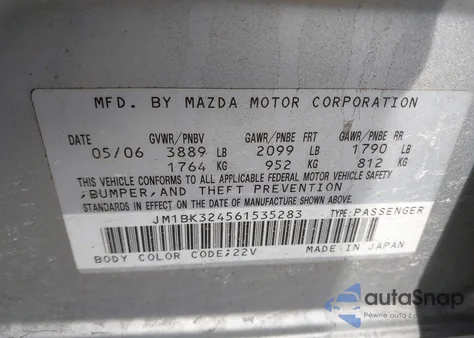 MFD. BY MAZDA MOTOR CORPORATION
DATE GVWR/PNBV GAWR/PNBE FRT GAWR/PNBE RR
05/06 3889 LB 2099 LB 1790 LB
1764 KG 952 KG 812 KG
THIS VEHICLE CONFORMS TO ALL APPLICABLE FEDERAL MOTOR VEHICLE SAFETY
,BUMPER,AND THEFT PREVENTION
STANDARDS IN EFFECT ON THE DATE OF MANUFACTURE SHOWN ABOVE.
JM1BK324561535283 TYPE:PASSENGER
BODY COLOR CODE;22V MADE IN JAPAN
autoSnap
Pewne auta z USA